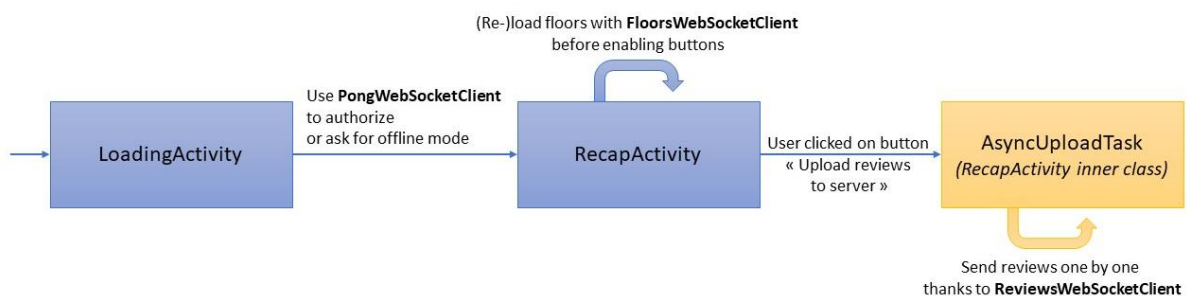 (Re-)load floors with FloorsWebSocketClient
before enabling buttons
Use PongWebSocketClient
to authorize
or ask for offline mode
LoadingActivity
RecapActivity
User clicked on button
« Upload reviews
to server »
AsyncUploadTask
(RecapActivity inner class)
Send reviews one by one
thanks to ReviewsWebSocketClient